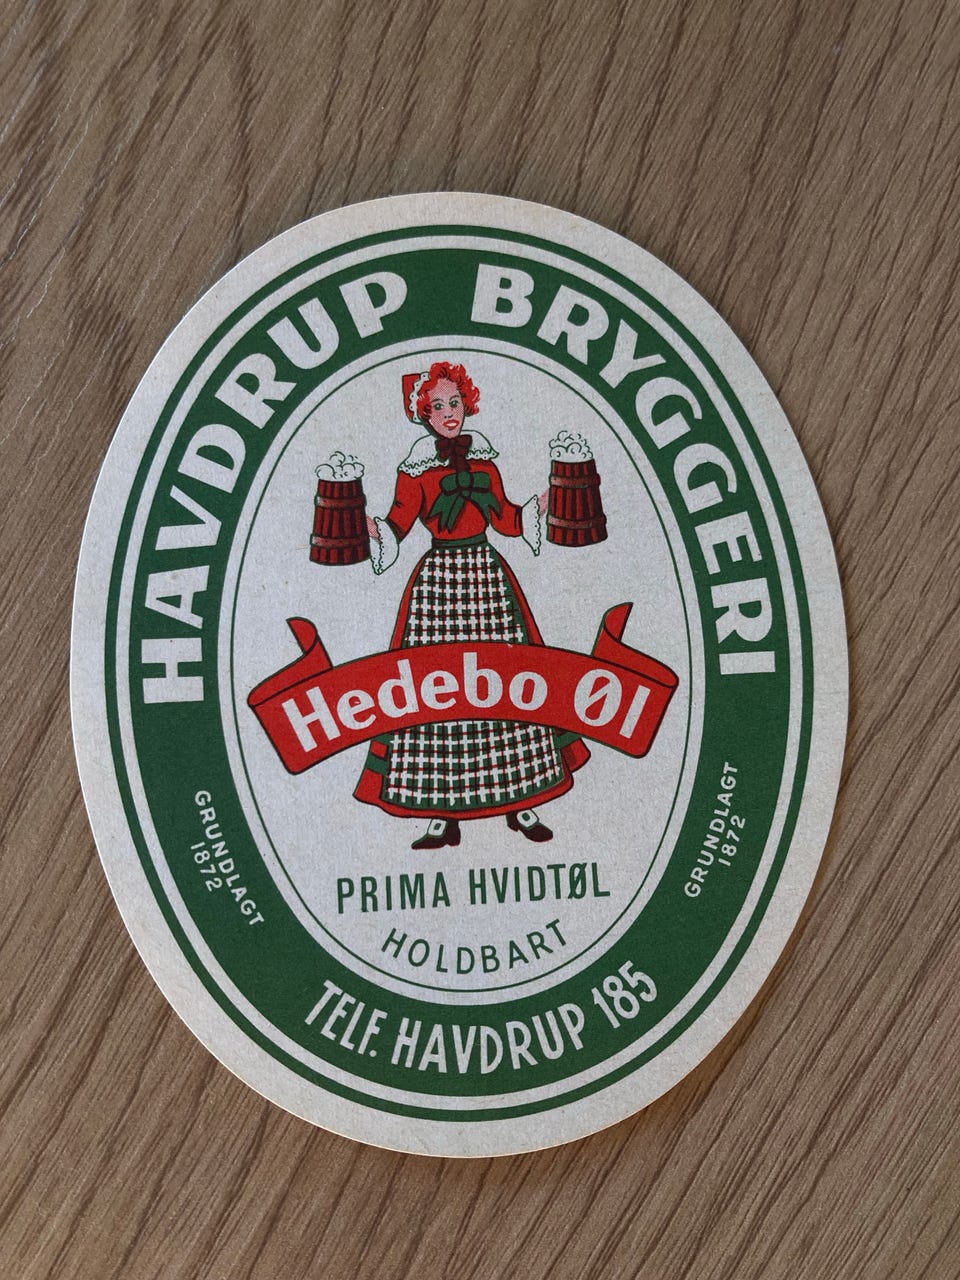 HAVDRUP BRYGGERI
Hedebo Øl
PRIMA HVIDTØL
HOLDBART
GRUNDLAGT
1872
GRUNDLAGT
1872
TELF. HAVDRUP 185